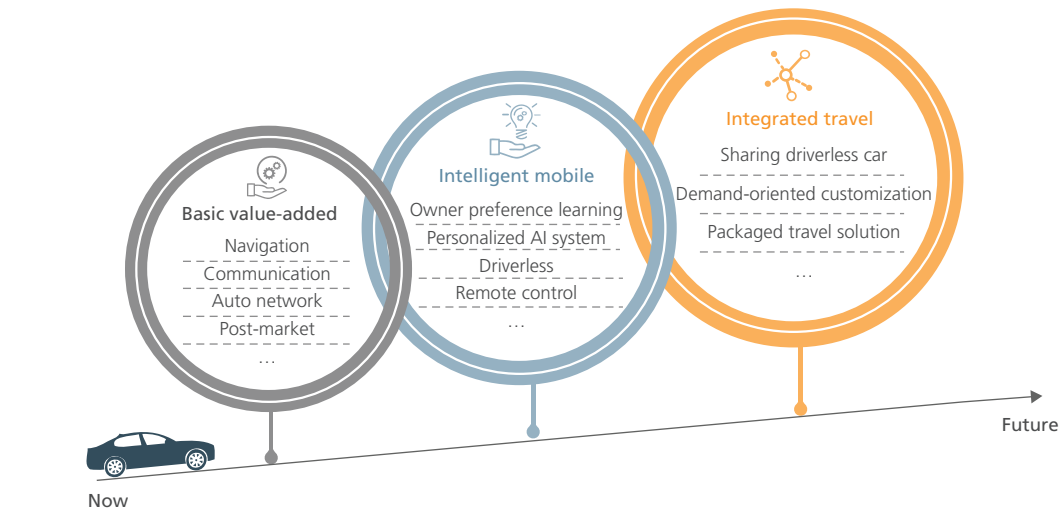 Basic value-added
Navigation
Communication
Auto network
Post-market
…
Intelligent mobile
Owner preference learning
Personalized AI system
Driverless
Remote control
…
Integrated travel
Sharing driverless car
Demand-oriented customization
Packaged travel solution
…
Now
Future